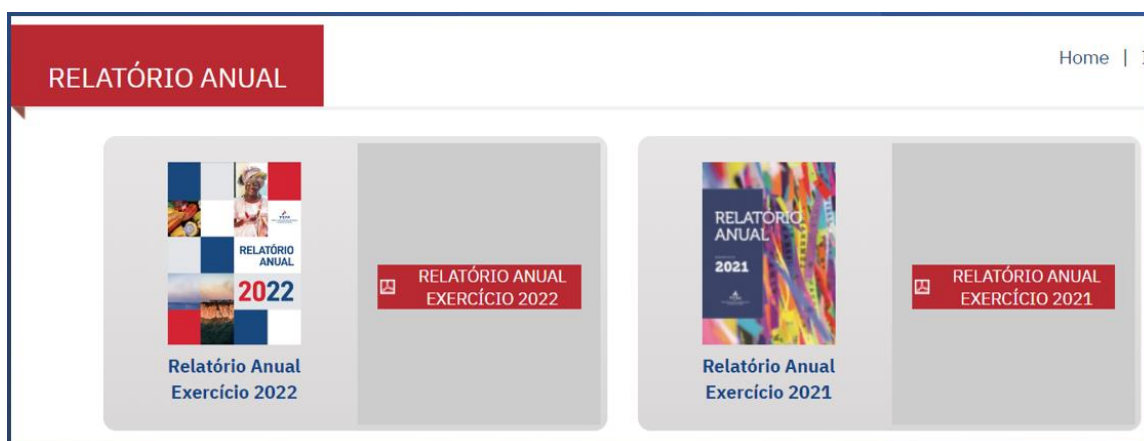 Home |
RELATÓRIO ANUAL
RELATÓRIO
ANUAL
2022
RELATÓRIO ANUAL
EXERCÍCIO 2022
Relatório Anual
Exercício 2022
RELATÓRIO
ANUAL
2021
RELATÓRIO ANUAL
EXERCÍCIO 2021
Relatório Anual
Exercício 2021